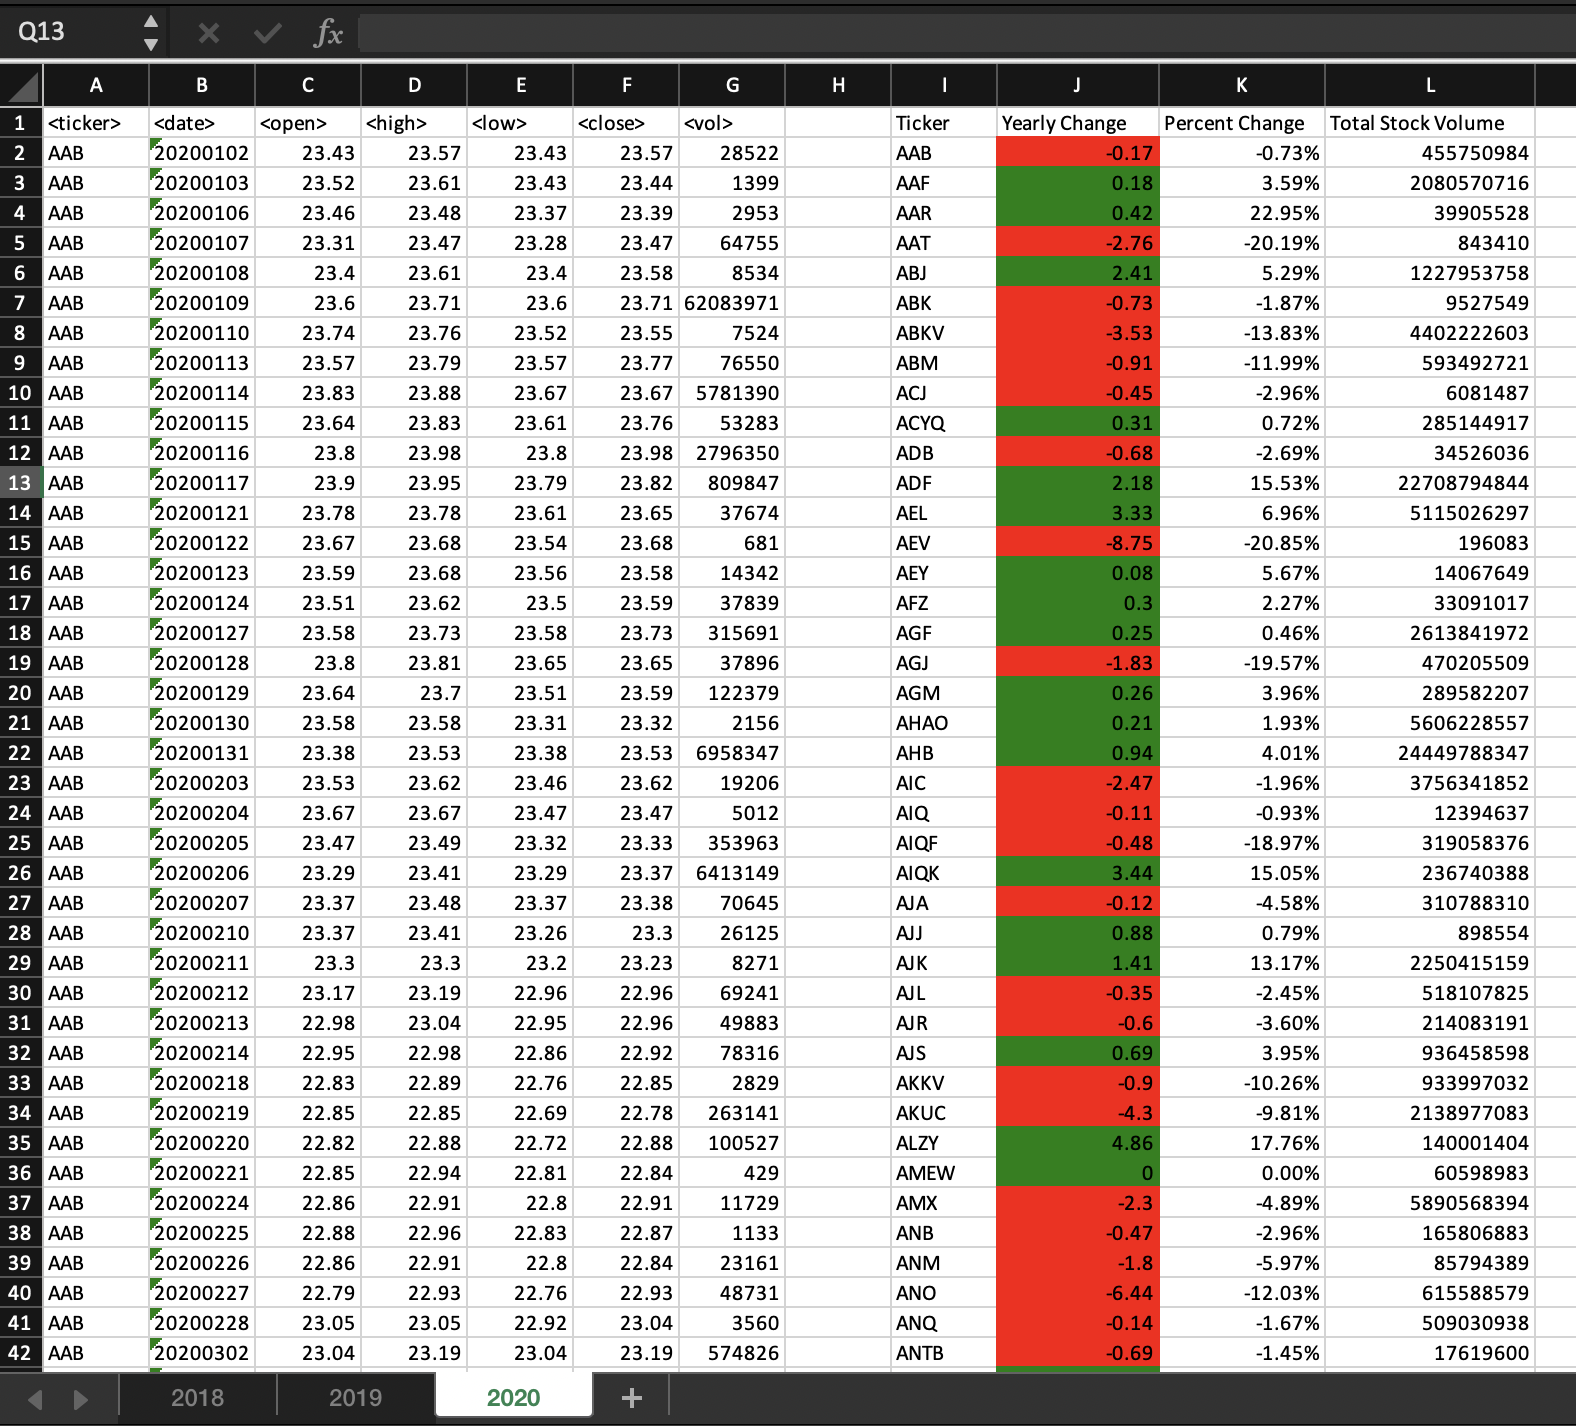 Q13 fx
A B C D E F G H I J K L
1 <ticker> <date> <open> <high> <low> <close> <vol> Ticker Yearly Change Percent Change Total Stock Volume
2 AAB 20200102 23.43 23.57 23.43 23.57 28522 AAB -0.17 -0.73% 455750984
3 AAB 20200103 23.52 23.61 23.43 23.44 1399 AAF 0.18 3.59% 2080570716
4 AAB 20200106 23.46 23.48 23.37 23.39 2953 AAR 0.42 22.95% 39905528
5 AAB 20200107 23.31 23.47 23.28 23.47 64755 AAT -2.76 -20.19% 843410
6 AAB 20200108 23.4 23.61 23.4 23.58 8534 ABJ 2.41 5.29% 1227953758
7 AAB 20200109 23.6 23.71 23.6 23.71 62083971 ABK -0.73 -1.87% 9527549
8 AAB 20200110 23.74 23.76 23.52 23.55 7524 ABKV -3.53 -13.83% 4402222603
9 AAB 20200113 23.57 23.79 23.57 23.77 76550 ABM -0.91 -11.99% 593492721
10 AAB 20200114 23.83 23.88 23.67 23.67 5781390 ACJ -0.45 -2.96% 6081487
11 AAB 20200115 23.64 23.83 23.61 23.76 53283 ACYQ 0.31 0.72% 285144917
12 AAB 20200116 23.8 23.98 23.8 23.98 2796350 ADB -0.68 -2.69% 34526036
13 AAB 20200117 23.9 23.95 23.79 23.82 809847 ADF 2.18 15.53% 22708794844
14 AAB 20200121 23.78 23.78 23.61 23.65 37674 AEL 3.33 6.96% 5115026297
15 AAB 20200122 23.67 23.68 23.54 23.68 681 AEV -8.75 -20.85% 196083
16 AAB 20200123 23.59 23.68 23.56 23.58 14342 AEY 0.08 5.67% 14067649
17 AAB 20200124 23.51 23.62 23.5 23.59 37839 AFZ 0.3 2.27% 33091017
18 AAB 20200127 23.58 23.73 23.58 23.73 315691 AGF 0.25 0.46% 2613841972
19 AAB 20200128 23.8 23.81 23.65 23.65 37896 AGJ -1.83 -19.57% 470205509
20 AAB 20200129 23.64 23.7 23.51 23.59 122379 AGM 0.26 3.96% 289582207
21 AAB 20200130 23.58 23.58 23.31 23.32 2156 AHAO 0.21 1.93% 5606228557
22 AAB 20200131 23.38 23.53 23.38 23.53 6958347 AHB 0.94 4.01% 24449788347
23 AAB 20200203 23.53 23.62 23.46 23.62 19206 AIC -2.47 -1.96% 3756341852
24 AAB 20200204 23.67 23.67 23.47 23.47 5012 AIQ -0.11 -0.93% 12394637
25 AAB 20200205 23.47 23.49 23.32 23.33 353963 AIQF -0.48 -18.97% 319058376
26 AAB 20200206 23.29 23.41 23.29 23.37 6413149 AIQK 3.44 15.05% 236740388
27 AAB 20200207 23.37 23.48 23.37 23.38 70645 AJA -0.12 -4.58% 310788310
28 AAB 20200210 23.37 23.41 23.26 23.3 26125 AJJ 0.88 0.79% 898554
29 AAB 20200211 23.3 23.3 23.2 23.23 8271 AJK 1.41 13.17% 2250415159
30 AAB 20200212 23.17 23.19 22.96 22.96 69241 AJL -0.35 -2.45% 518107825
31 AAB 20200213 22.98 23.04 22.95 22.96 49883 AJR -0.6 -3.60% 214083191
32 AAB 20200214 22.95 22.98 22.86 22.92 78316 AJS 0.69 3.95% 936458598
33 AAB 20200218 22.83 22.89 22.76 22.85 2829 AKKV -0.9 -10.26% 933997032
34 AAB 20200219 22.85 22.85 22.69 22.78 263141 AKUC -4.3 -9.81% 2138977083
35 AAB 20200220 22.82 22.88 22.72 22.88 100527 ALZY 4.86 17.76% 140001404
36 AAB 20200221 22.85 22.94 22.81 22.84 429 AMEW 0 0.00% 60598983
37 AAB 20200224 22.86 22.91 22.8 22.91 11729 AMX -2.3 -4.89% 5890568394
38 AAB 20200225 22.88 22.96 22.83 22.87 1133 ANB -0.47 -2.96% 165806883
39 AAB 20200226 22.86 22.91 22.8 22.84 23161 ANM -1.8 -5.97% 85794389
40 AAB 20200227 22.79 22.93 22.76 22.93 48731 ANO -6.44 -12.03% 615588579
41 AAB 20200228 23.05 23.05 22.92 23.04 3560 ANQ -0.14 -1.67% 509030938
42 AAB 20200302 23.04 23.19 23.04 23.19 574826 ANTB -0.69 -1.45% 17619600
2018 2019 2020 +